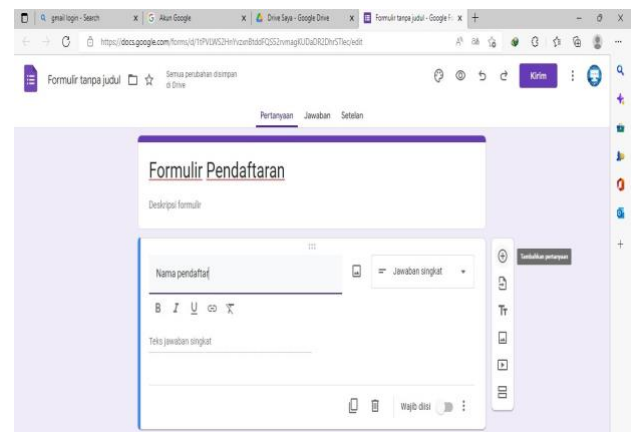 gmail login - Search
Akun Google
Drive Saya - Google Drive
Formulir tanpa judul - Google F
Formulir tanpa judul
Semua perubahan disimpan
di Drive
Kirim
Pertanyaan Jawaban Setelan
Formulir Pendaftaran
Deskripsi formulir
Nama pendaftar
Jawaban singkat
Tambahkan pertanyaan
B I U
Teks jawaban singkat
Tт
Wajib diisi